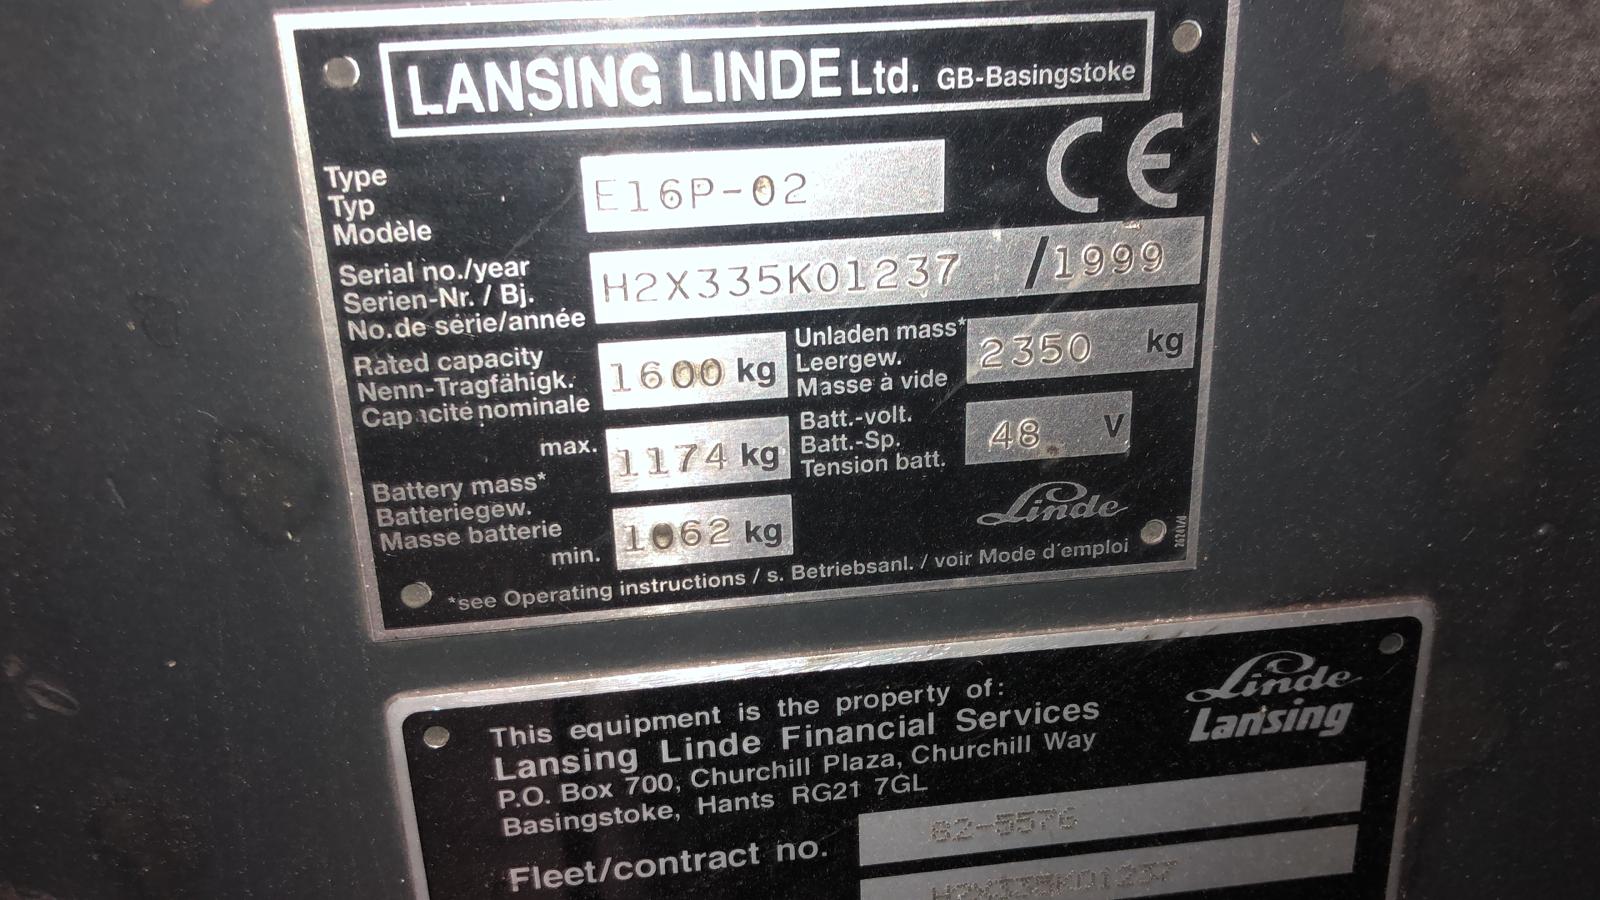 LANSING LINDE Ltd. GB-Basingstoke
CE
Type
Typ
Modèle
E16P-02
Serial no./year
Serien-Nr. / Bj.
No.de série/année
H2X335K01237 /1999
Rated capacity
Nenn-Tragfähigk.
Capacité nominale
1600 kg
Unladen mass*
Leergew.
Masse à vide
2350 kg
max.
1174 kg
Batt.-volt.
Batt.-Sp.
Tension batt.
48 V
Battery mass*
Batteriegew.
Masse batterie
min.
1062 kg
Linde
*see Operating instructions / s. Betriebsanl. / voir Mode d'emploi
This equipment is the property of:
Lansing Linde Financial Services
P.O. Box 700, Churchill Plaza, Churchill Way
Basingstoke, Hants RG21 7GL
Linde
Lansing
Fleet/contract no.
82-5576
H2X335K01237